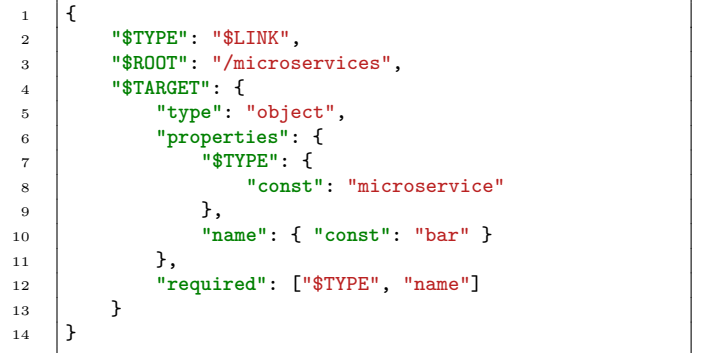 1 {
2     "$TYPE": "$LINK",
3     "$ROOT": "/microservices",
4     "$TARGET": {
5         "type": "object",
6         "properties": {
7             "$TYPE": {
8                 "const": "microservice"
9             },
10             "name": { "const": "bar" }
11         },
12         "required": ["$TYPE", "name"]
13     }
14 }